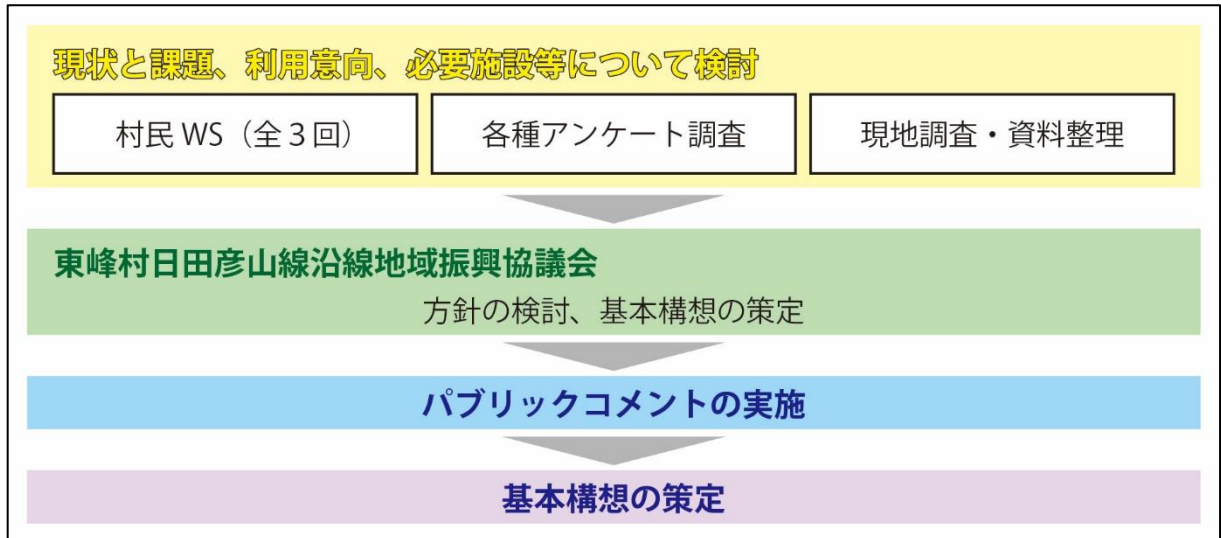 現状と課題、利用意向、必要施設等について検討
村民 WS（全３回）
各種アンケート調査
現地調査・資料整理
東峰村日田彦山線沿線地域振興協議会
方針の検討、基本構想の策定
パブリックコメントの実施
基本構想の策定